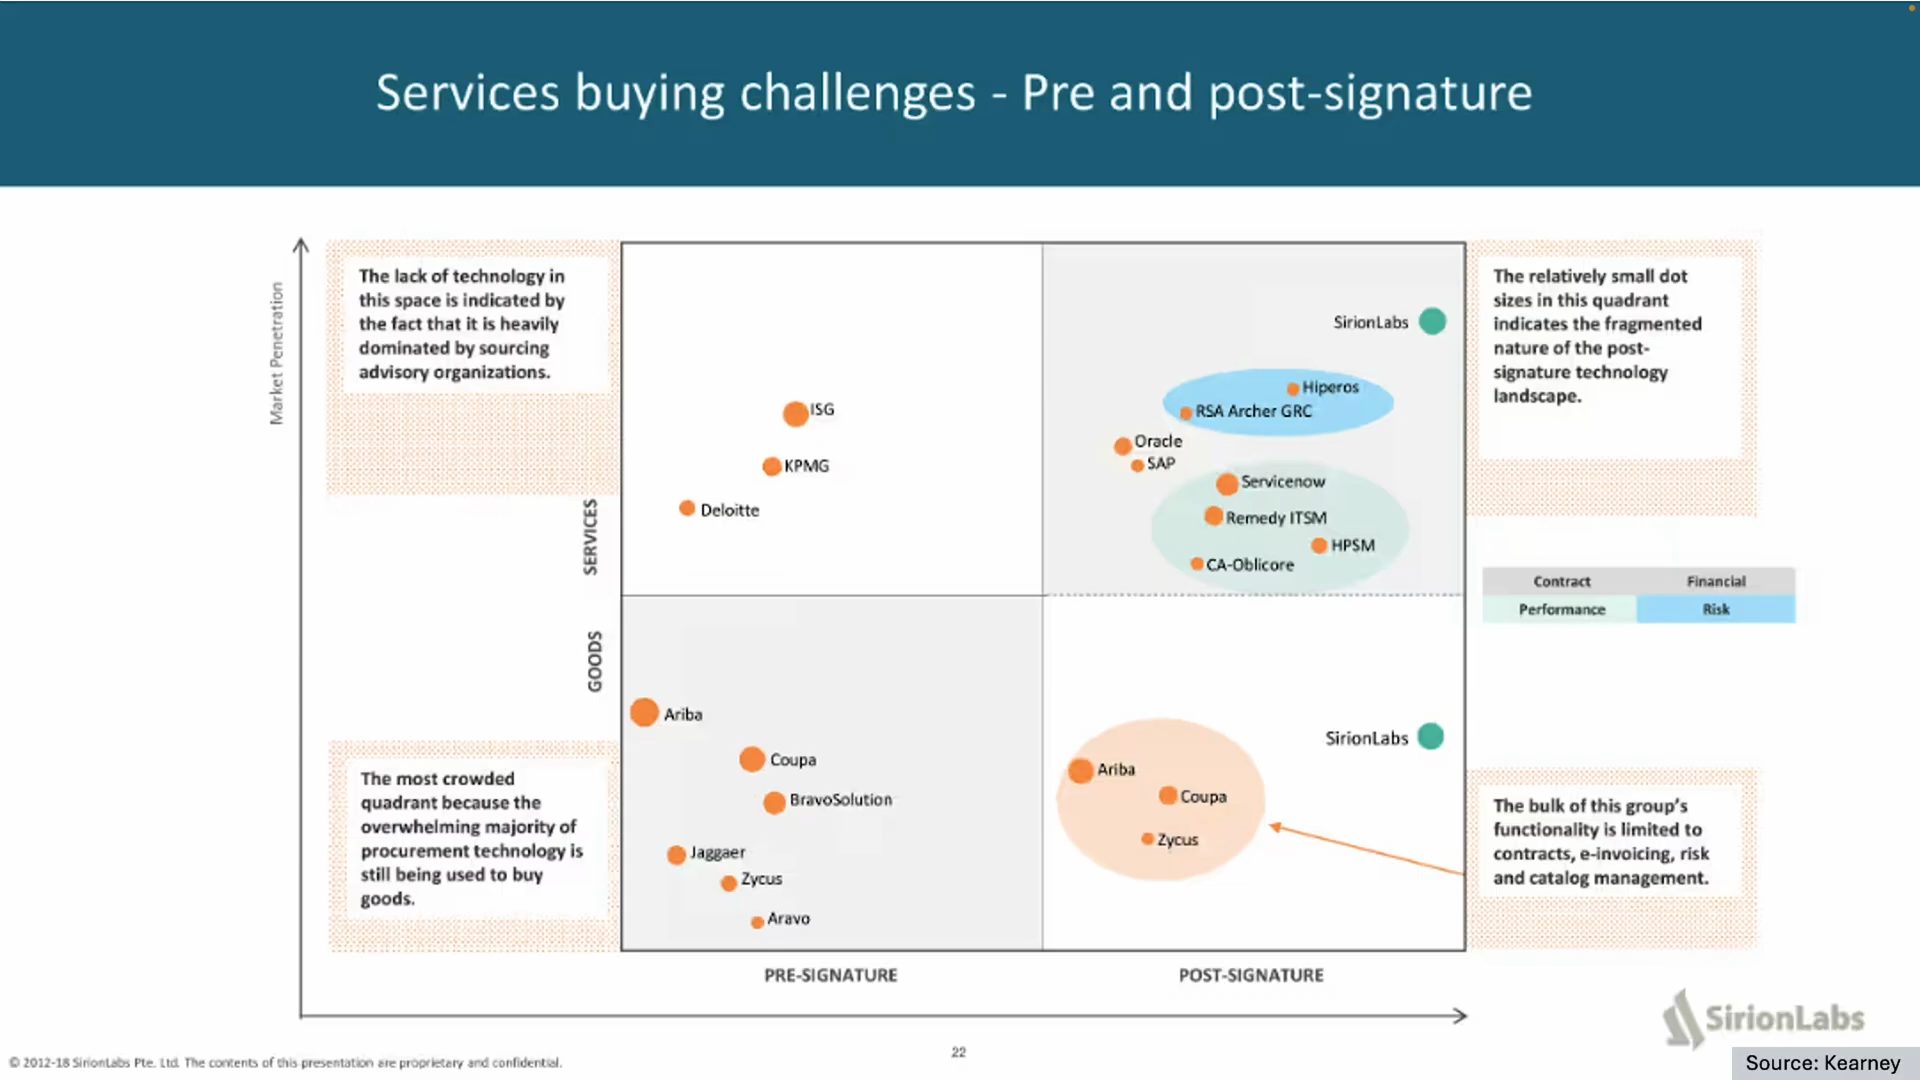 Services buying challenges - Pre and post-signature
Market Penetration
The lack of technology in
this space is indicated by
the fact that it is heavily
dominated by sourcing
advisory organizations.
SERVICES
GOODS
The most crowded
quadrant because the
overwhelming majority of
procurement technology is
still being used to buy
goods.
ISG
KPMG
Deloitte
SirionLabs
Hiperos
RSA Archer GRC
Oracle
SAP
Servicenow
Remedy ITSM
HPSM
CA-Oblicore
Ariba
Coupa
BravoSolution
Jaggaer
Zycus
Aravo
SirionLabs
Ariba
Coupa
Zycus
PRE-SIGNATURE
POST-SIGNATURE
The relatively small dot
sizes in this quadrant
indicates the fragmented
nature of the post-
signature technology
landscape.
Contract Financial
Performance Risk
The bulk of this group's
functionality is limited to
contracts, e-invoicing, risk
and catalog management.
© 2012-18 SirionLabs Pte. Ltd. The contents of this presentation are proprietary and confidential.
22
SirionLabs
Source: Kearney